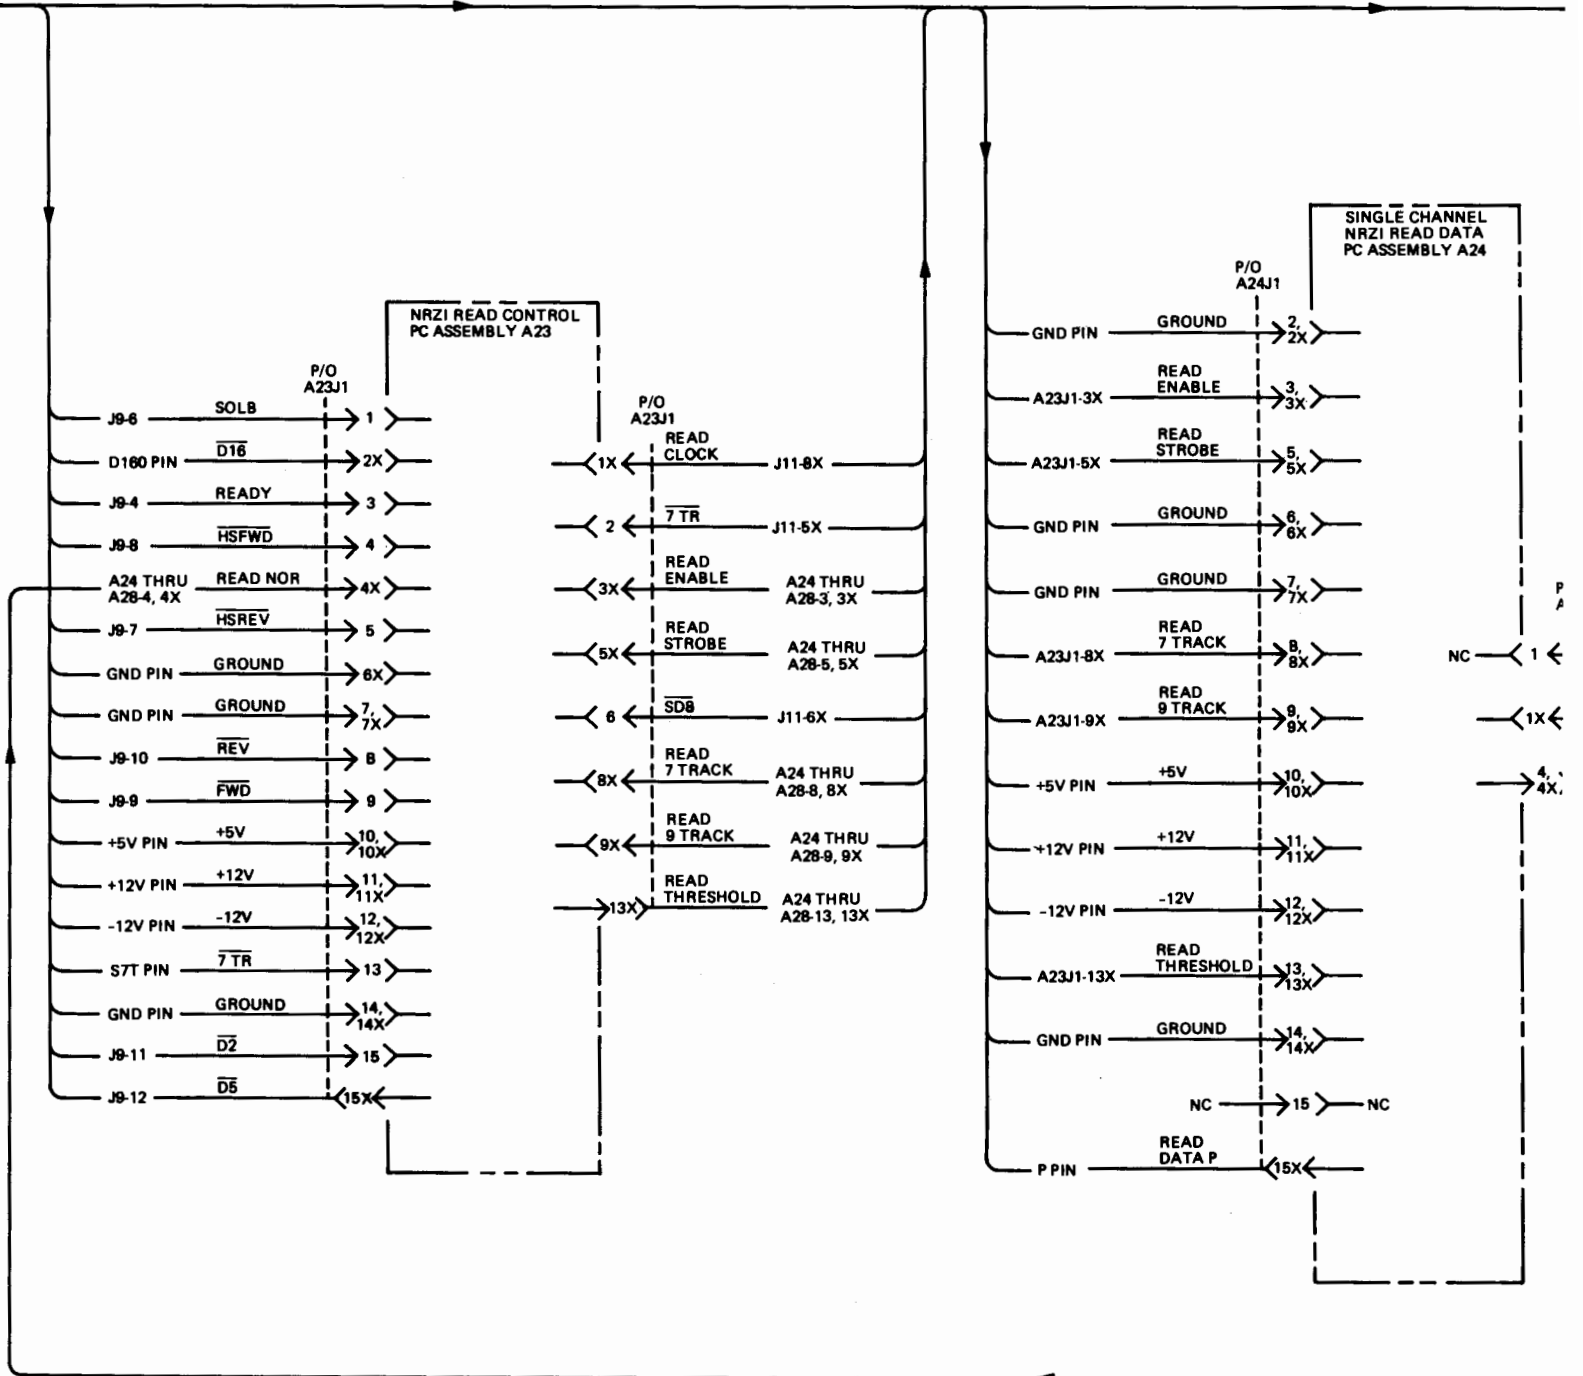 NRZI READ CONTROL
PC ASSEMBLY A23
P/O
A23J1
J9-6 SOLB 1
D160 PIN D16 2X
J9-4 READY 3
J9-8 HSFWD 4
A24 THRU
A28-4, 4X
READ NOR 4X
J9-7 HSREV 5
GND PIN GROUND 6X
GND PIN GROUND 7,
7X
J9-10 REV 8
J9-9 FWD 9
+5V PIN +5V 10,
10X
+12V PIN +12V 11,
11X
-12V PIN -12V 12,
12X
S7T PIN 7 TR 13
GND PIN GROUND 14,
14X
J9-11 D2 15
J9-12 D5 15X
P/O
A23J1
1X READ
CLOCK J11-8X
2 7 TR J11-5X
3X READ
ENABLE A24 THRU
A28-3, 3X
5X READ
STROBE A24 THRU
A28-5, 5X
6 SD8 J11-6X
8X READ
7 TRACK A24 THRU
A28-8, 8X
9X READ
9 TRACK A24 THRU
A28-9, 9X
13X READ
THRESHOLD A24 THRU
A28-13, 13X
SINGLE CHANNEL
NRZI READ DATA
PC ASSEMBLY A24
P/O
A24J1
GND PIN GROUND 2,
2X
A23J1-3X READ
ENABLE 3,
3X
A23J1-5X READ
STROBE 5,
5X
GND PIN GROUND 6,
6X
GND PIN GROUND 7,
7X
A23J1-8X READ
7 TRACK 8,
8X
A23J1-9X READ
9 TRACK 9,
9X
+5V PIN +5V 10,
10X
+12V PIN +12V 11,
11X
-12V PIN -12V 12,
12X
A23J1-13X READ
THRESHOLD 13,
13X
GND PIN GROUND 14,
14X
NC 15 NC
P PIN READ
DATA P 15X
P
A
NC 1
1X
4,
4X